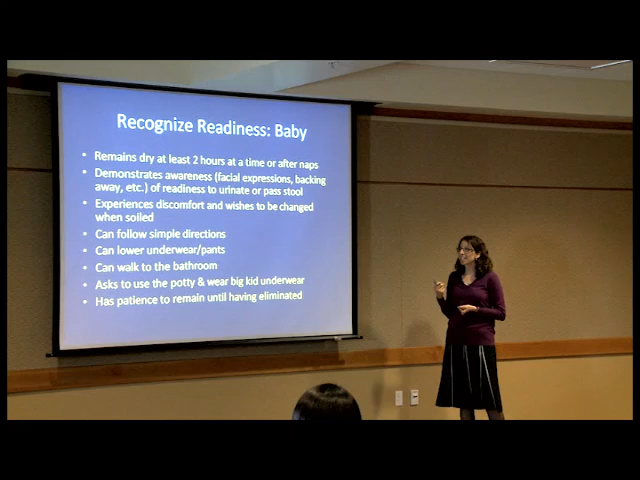 Recognize Readiness: Baby
• Remains dry at least 2 hours at a time or after naps
• Demonstrates awareness (facial expressions, backing
away, etc.) of readiness to urinate or pass stool
• Experiences discomfort and wishes to be changed
when soiled
• Can follow simple directions
• Can lower underwear/pants
• Can walk to the bathroom
• Asks to use the potty & wear big kid underwear
• Has patience to remain until having eliminated